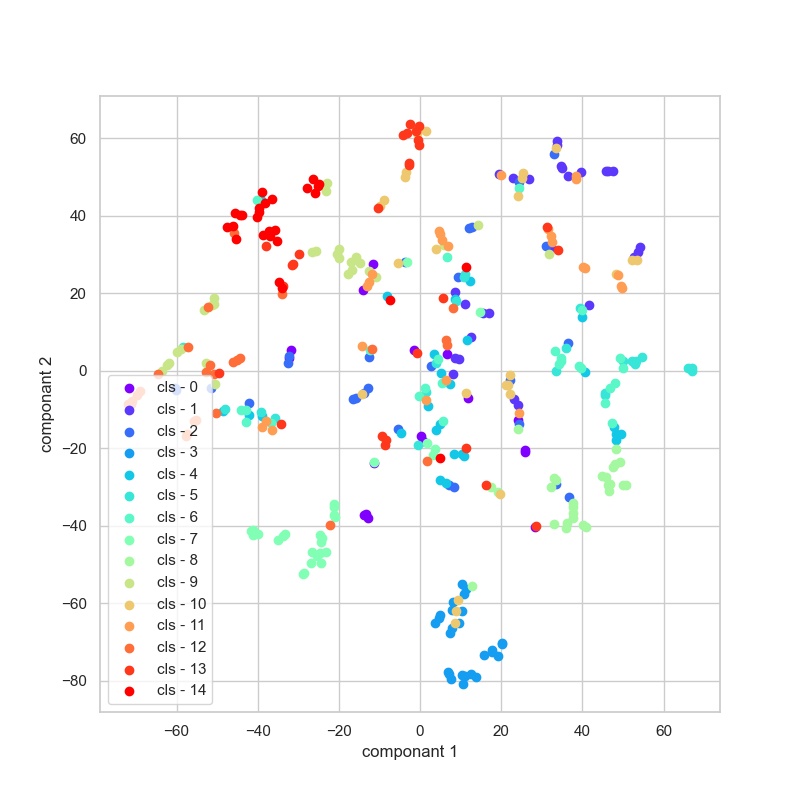 60
40
20
0
−20
−40
−60
−80
componant 2
cls - 0
cls - 1
cls - 2
cls - 3
cls - 4
cls - 5
cls - 6
cls - 7
cls - 8
cls - 9
cls - 10
cls - 11
cls - 12
cls - 13
cls - 14
−60 −40 −20 0 20 40 60
componant 1